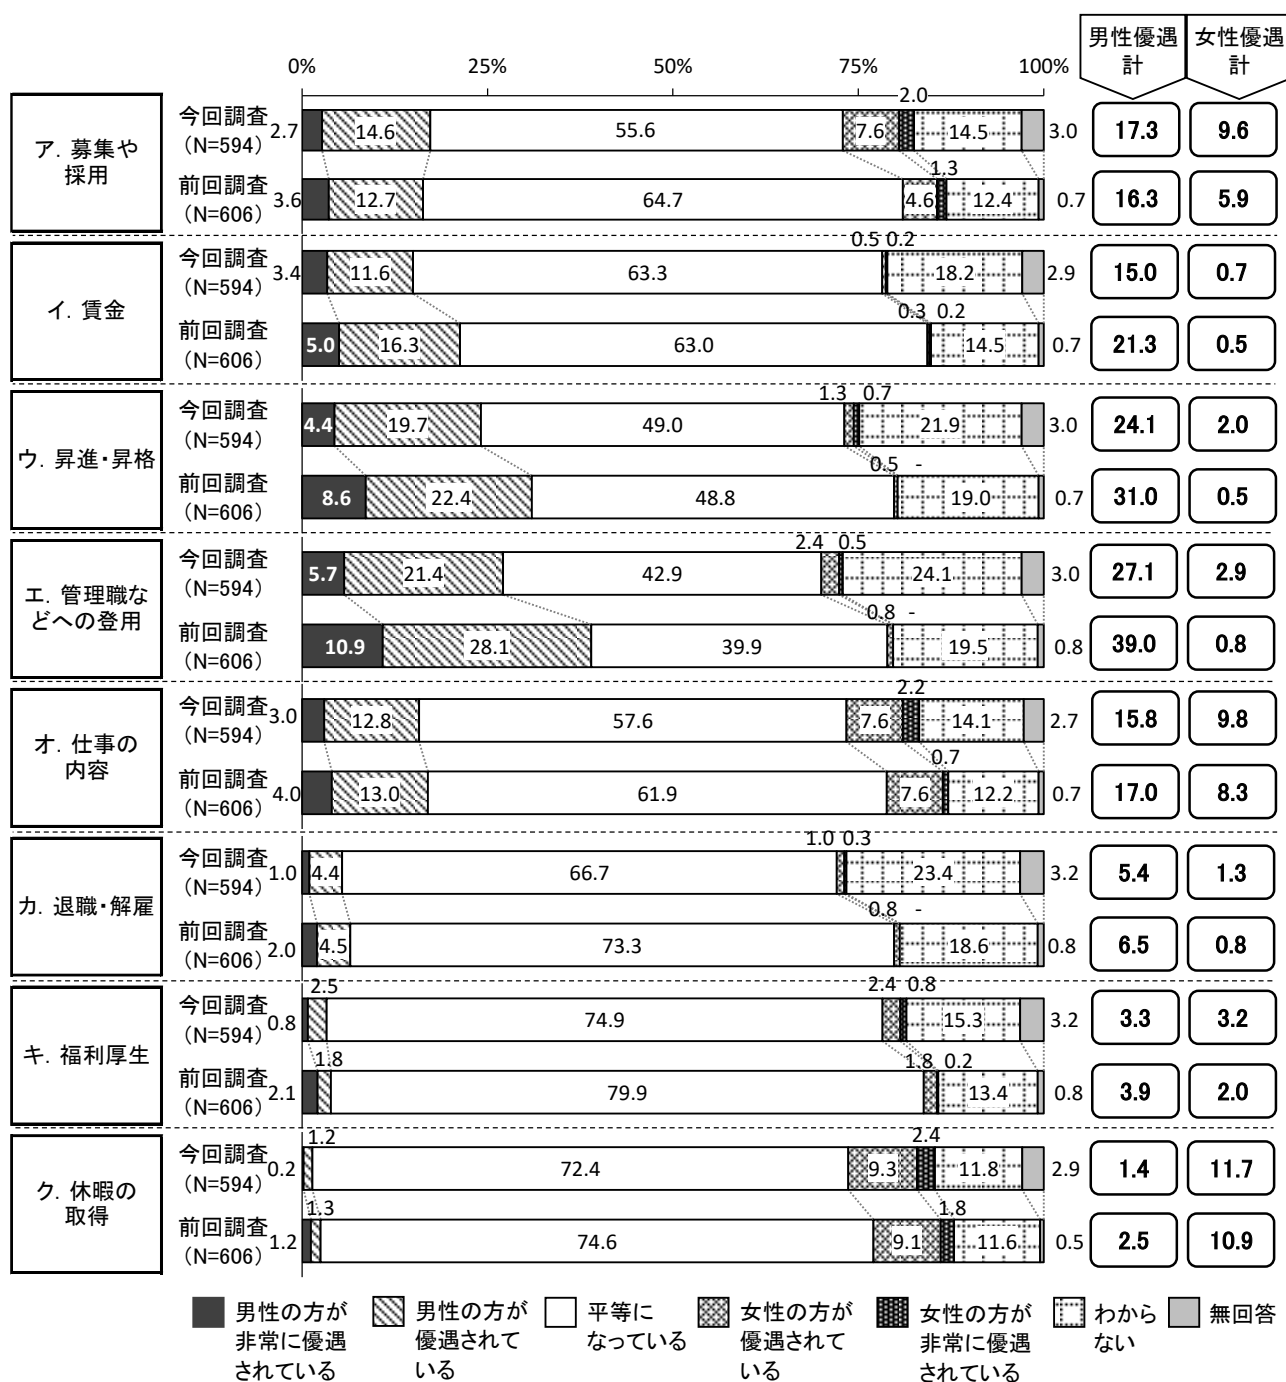 男性優遇 女性優遇
計 計
0% 25% 50% 75% 100%
ア．募集や
採用
今回調査
（N=594）
2.7 14.6 55.6 7.6 2.0 14.5 3.0 17.3 9.6
前回調査
（N=606）
3.6 12.7 64.7 4.6 1.3 12.4 0.7 16.3 5.9
イ．賃金
今回調査
（N=594）
3.4 11.6 63.3 0.5 0.2 18.2 2.9 15.0 0.7
前回調査
（N=606）
5.0 16.3 63.0 0.3 0.2 14.5 0.7 21.3 0.5
ウ．昇進・昇格
今回調査
（N=594）
4.4 19.7 49.0 1.3 0.7 21.9 3.0 24.1 2.0
前回調査
（N=606）
8.6 22.4 48.8 0.5 - 19.0 0.7 31.0 0.5
エ．管理職な
どへの登用
今回調査
（N=594）
5.7 21.4 42.9 2.4 0.5 24.1 3.0 27.1 2.9
前回調査
（N=606）
10.9 28.1 39.9 0.8 - 19.5 0.8 39.0 0.8
オ．仕事の
内容
今回調査
（N=594）
3.0 12.8 57.6 7.6 2.2 14.1 2.7 15.8 9.8
前回調査
（N=606）
4.0 13.0 61.9 7.6 0.7 12.2 0.7 17.0 8.3
カ．退職・解雇
今回調査
（N=594）
1.0 4.4 66.7 1.0 0.3 23.4 3.2 5.4 1.3
前回調査
（N=606）
2.0 4.5 73.3 0.8 - 18.6 0.8 6.5 0.8
キ．福利厚生
今回調査
（N=594）
0.8 2.5 74.9 2.4 0.8 15.3 3.2 3.3 3.2
前回調査
（N=606）
2.1 1.8 79.9 1.8 0.2 13.4 0.8 3.9 2.0
ク．休暇の
取得
今回調査
（N=594）
0.2 1.2 72.4 9.3 2.4 11.8 2.9 1.4 11.7
前回調査
（N=606）
1.2 1.3 74.6 9.1 1.8 11.6 0.5 2.5 10.9
男性の方が
非常に優遇
されている
男性の方が
優遇されて
いる
平等に
なっている
女性の方が
優遇されて
いる
女性の方が
非常に優遇
されている
わから
ない
無回答